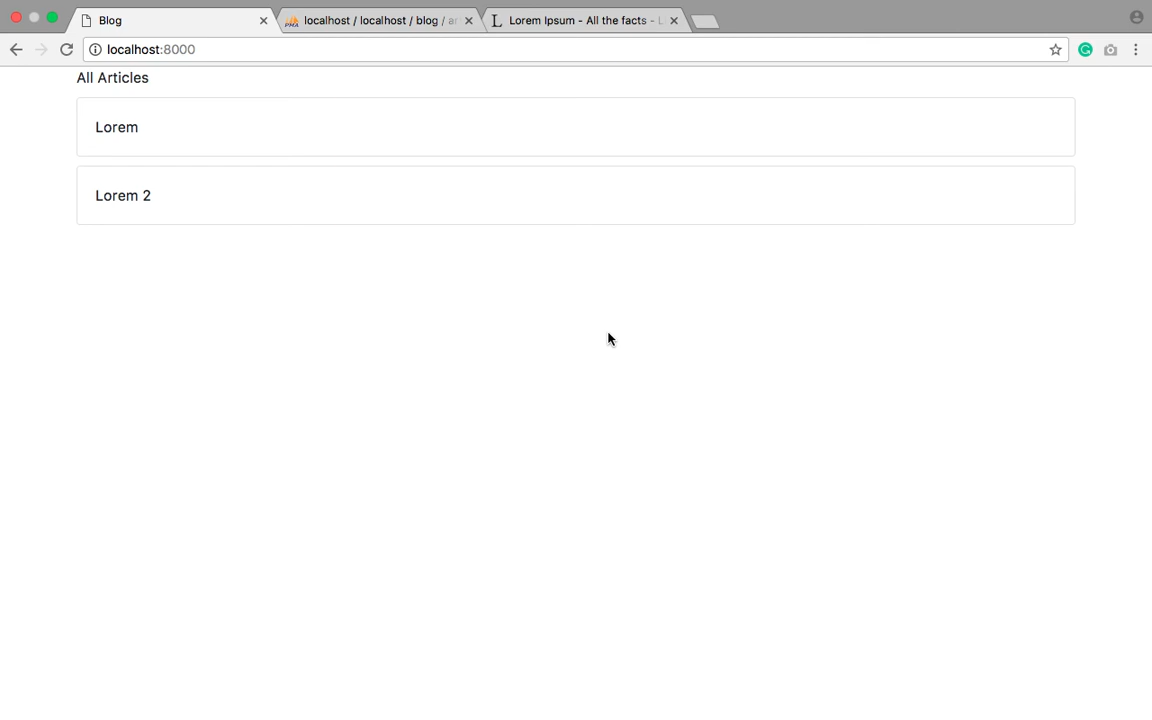 Blog
localhost / localhost / blog / ar
Lorem Ipsum - All the facts - L
localhost:8000
All Articles
Lorem
Lorem 2